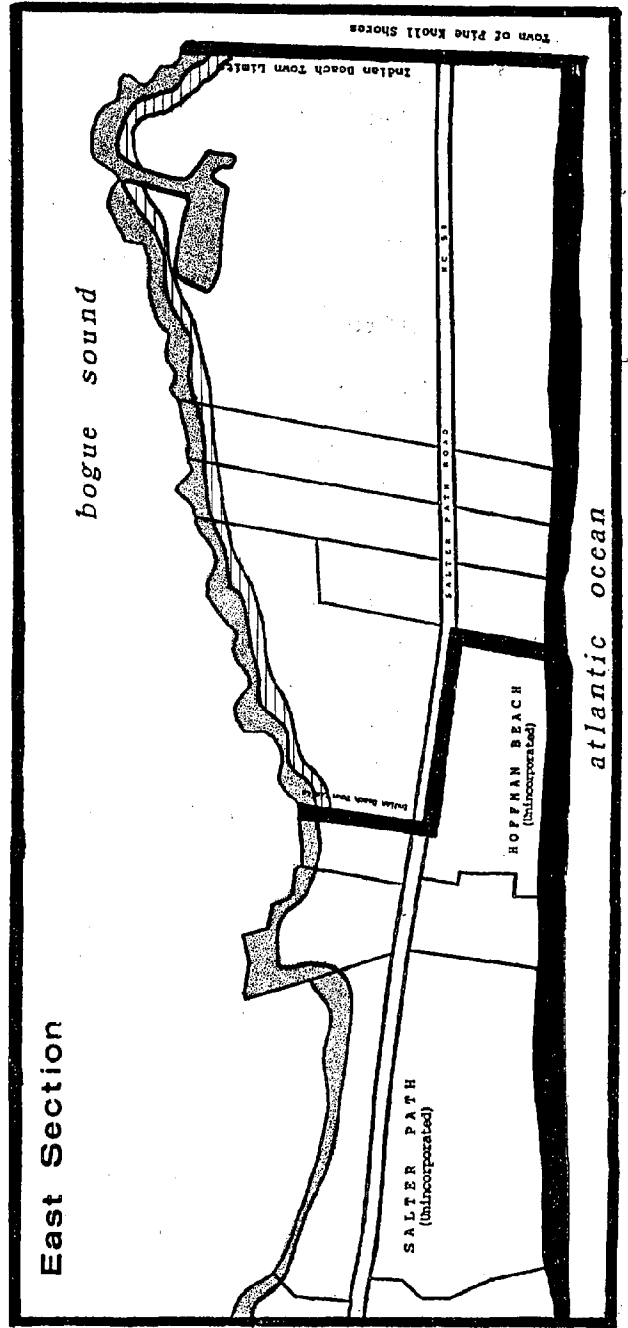 East Section
bogue sound
Town of Pine Knoll Shores
Indian Beach Town Limit
NC 58
SALTER PATH ROAD
Indian Beach Town
HOFFMAN BEACH
(Unincorporated)
SALTER PATH
(Unincorporated)
atlantic ocean